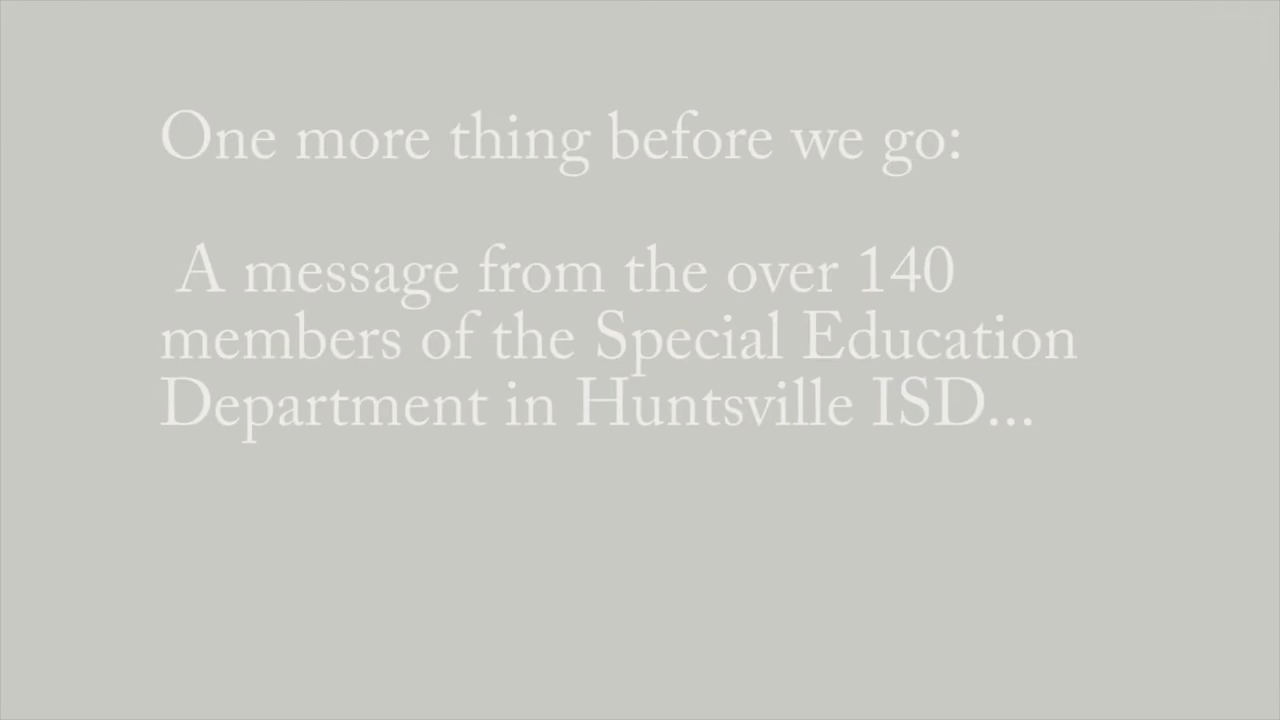 One more thing before we go:
A message from the over 140
members of the Special Education
Department in Huntsville ISD...